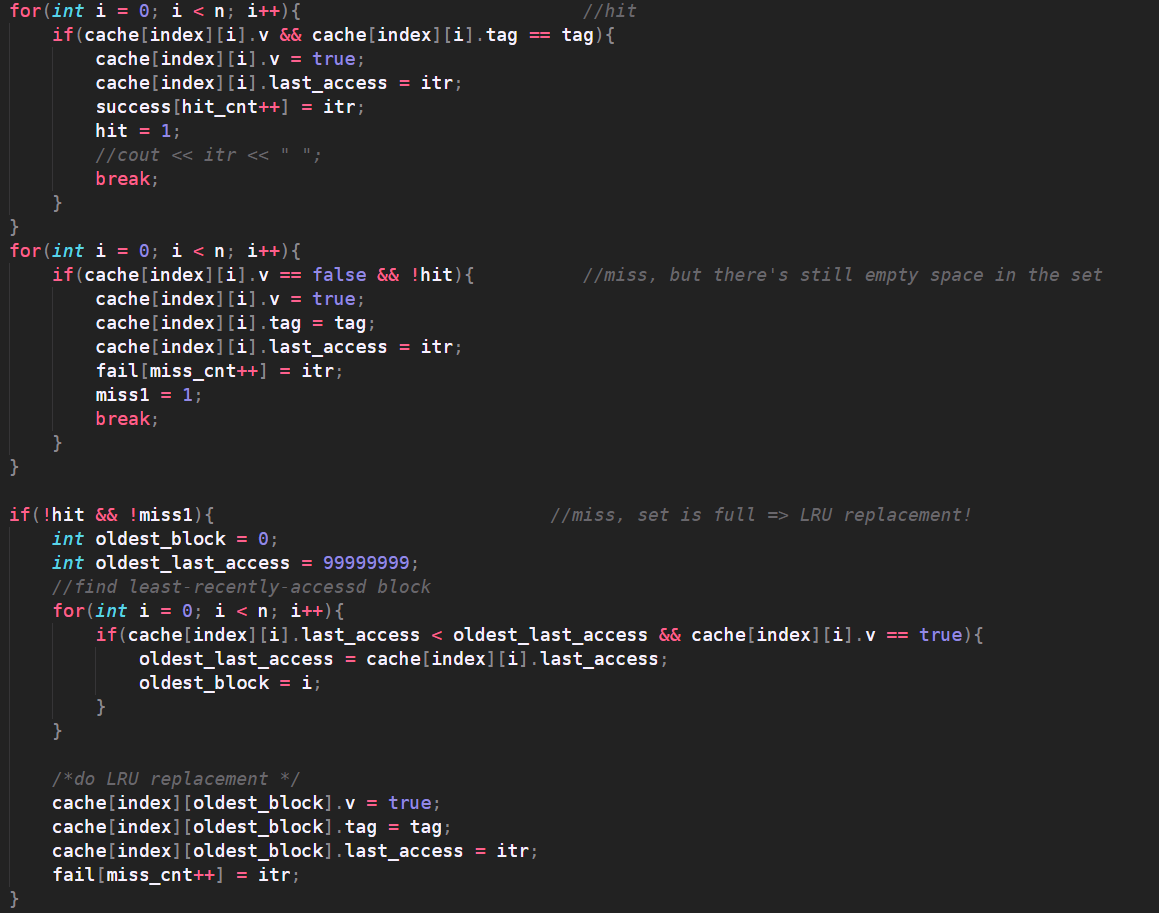 for(int i = 0; i < n; i++){ //hit
if(cache[index][i].v && cache[index][i].tag == tag){
cache[index][i].v = true;
cache[index][i].last_access = itr;
success[hit_cnt++] = itr;
hit = 1;
//cout << itr << " ";
break;
}
}
for(int i = 0; i < n; i++){
if(cache[index][i].v == false && !hit){ //miss, but there's still empty space in the set
cache[index][i].v = true;
cache[index][i].tag = tag;
cache[index][i].last_access = itr;
fail[miss_cnt++] = itr;
miss1 = 1;
break;
}
}
if(!hit && !miss1){ //miss, set is full => LRU replacement!
int oldest_block = 0;
int oldest_last_access = 99999999;
//find least-recently-accessd block
for(int i = 0; i < n; i++){
if(cache[index][i].last_access < oldest_last_access && cache[index][i].v == true){
oldest_last_access = cache[index][i].last_access;
oldest_block = i;
}
}
/*do LRU replacement */
cache[index][oldest_block].v = true;
cache[index][oldest_block].tag = tag;
cache[index][oldest_block].last_access = itr;
fail[miss_cnt++] = itr;
}